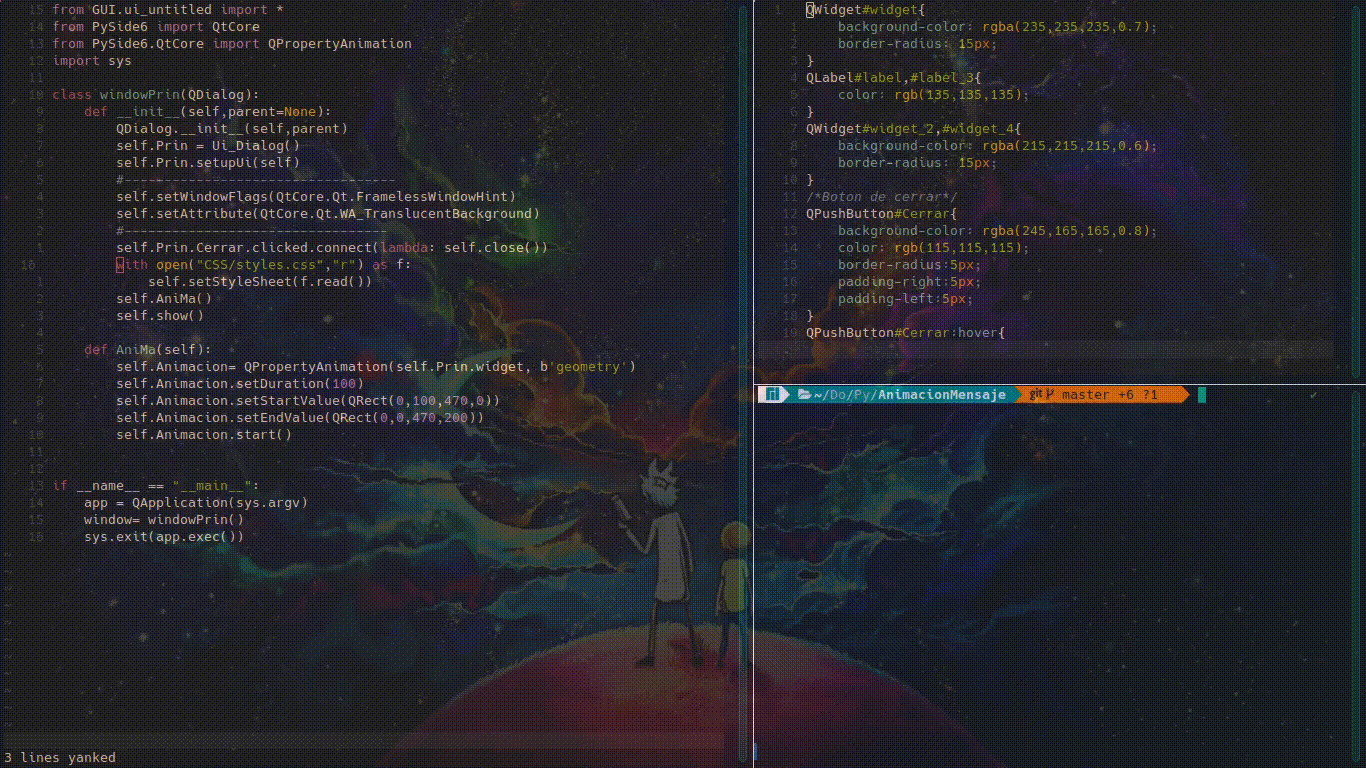 15 from GUI.ui_untitled import *
14 from PySide6 import QtCore
13 from PySide6.QtCore import QPropertyAnimation
12 import sys
11
10 class windowPrin(QDialog):
9 def __init__(self,parent=None):
8 QDialog.__init__(self,parent)
7 self.Prin = Ui_Dialog()
6 self.Prin.setupUi(self)
5 #----------------------------------
4 self.setWindowFlags(QtCore.Qt.FramelessWindowHint)
3 self.setAttribute(QtCore.Qt.WA_TranslucentBackground)
2 #---------------------------------
1 self.Prin.Cerrar.clicked.connect(lambda: self.close())
16 with open("CSS/styles.css","r") as f:
1 self.setStyleSheet(f.read())
2 self.AniMa()
3 self.show()
4
5 def AniMa(self):
6 self.Animacion= QPropertyAnimation(self.Prin.widget, b'geometry')
7 self.Animacion.setDuration(100)
8 self.Animacion.setStartValue(QRect(0,100,470,0))
9 self.Animacion.setEndValue(QRect(0,0,470,200))
10 self.Animacion.start()
11
12
13 if __name__ == "__main__":
14 app = QApplication(sys.argv)
15 window= windowPrin()
16 sys.exit(app.exec())
3 lines yanked
1 QWidget#widget{
1 background-color: rgba(235,235,235,0.7);
2 border-radius: 15px;
3 }
4 QLabel#label,#label_3{
5 color: rgb(135,135,135);
6 }
7 QWidget#widget_2,#widget_4{
8 background-color: rgba(215,215,215,0.6);
9 border-radius: 15px;
10 }
11 /*Boton de cerrar*/
12 QPushButton#Cerrar{
13 background-color: rgba(245,165,165,0.8);
14 color: rgb(115,115,115);
15 border-radius:5px;
16 padding-right:5px;
17 padding-left:5px;
18 }
19 QPushButton#Cerrar:hover{
~/Do/Py/AnimacionMensaje git master +6 ?1 ✓